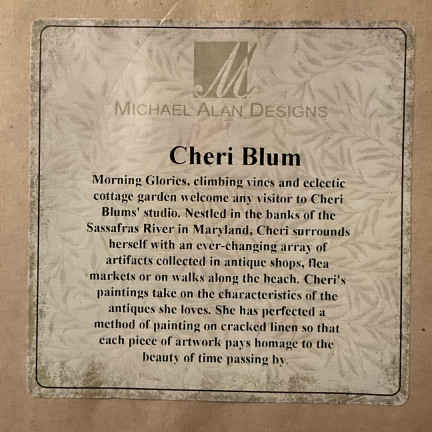 M
MICHAEL ALAN DESIGNS
Cheri Blum
Morning Glories, climbing vines and eclectic
cottage garden welcome any visitor to Cheri
Blums' studio. Nestled in the banks of the
Sassafras River in Maryland, Cheri surrounds
herself with an ever-changing array of
artifacts collected in antique shops, flea
markets or on walks along the beach. Cheri's
paintings take on the characteristics of the
antiques she loves. She has perfected a
method of painting on cracked linen so that
each piece of artwork pays homage to the
beauty of time passing by.